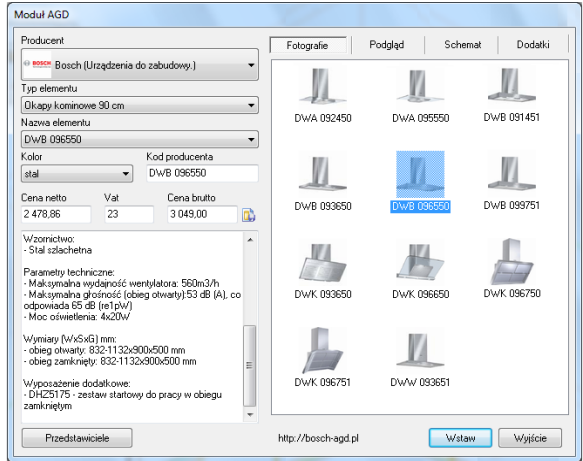 Moduł AGD
Producent
BOSCH Bosch (Urządzenia do zabudowy.)
Typ elementu
Okapy kominowe 90 cm
Nazwa elementu
DWB 096550
Kolor Kod producenta
stal DWB 096550
Cena netto Vat Cena brutto
2 478,86 23 3 049,00
Wzornictwo:
- Stal szlachetna
Parametry techniczne:
- Maksymalna wydajność wentylatora: 560m3/h
- Maksymalna głośność (obieg otwarty):53 dB (A), co
odpowiada 65 dB (re1pW)
- Moc oświetlenia: 4x20W
Wymiary (WxSxG) mm:
- obieg otwarty: 832-1132x900x500 mm
- obieg zamknięty: 832-1132x900x500 mm
Wyposażenie dodatkowe:
- DHZ5175 - zestaw startowy do pracy w obiegu
zamkniętym
Przedstawiciele
Fotografie Podgląd Schemat Dodatki
DWA 092450 DWA 095550 DWB 091451
DWB 093650 DWB 096550 DWB 099751
DWK 093650 DWK 096650 DWK 096750
DWK 096751 DWW 093651
http://bosch-agd.pl Wstaw Wyjście